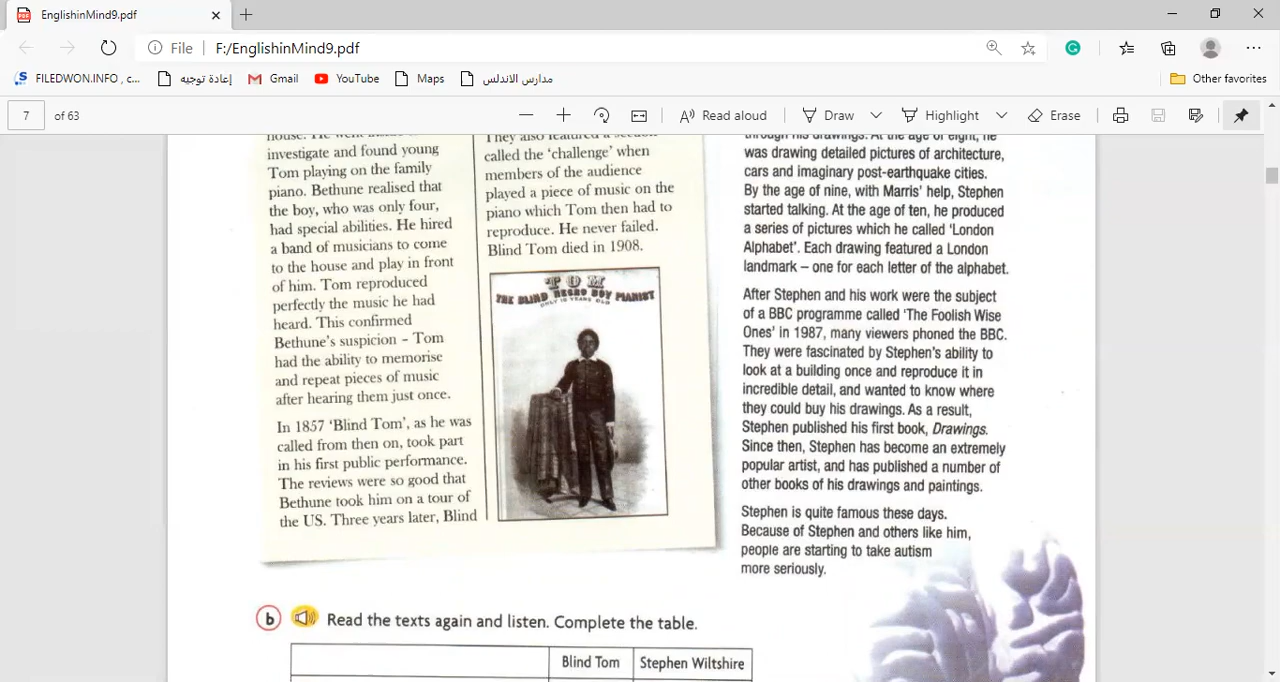 EnglishinMind9.pdf
File F:/EnglishinMind9.pdf
FILEDWON.INFO , c... إعادة توجيه Gmail YouTube Maps مدارس الاندلس Other favorites
7 of 63 Read aloud Draw Highlight Erase
investigate and found young
Tom playing on the family
piano. Bethune realised that
the boy, who was only four,
had special abilities. He hired
a band of musicians to come
to the house and play in front
of him. Tom reproduced
perfectly the music he had
heard. This confirmed
Bethune's suspicion – Tom
had the ability to memorise
and repeat pieces of music
after hearing them just once.
In 1857 'Blind Tom', as he was
called from then on, took part
in his first public performance.
The reviews were so good that
Bethune took him on a tour of
the US. Three years later, Blind
They also featured a section
called the 'challenge' when
members of the audience
played a piece of music on the
piano which Tom then had to
reproduce. He never failed.
Blind Tom died in 1908.
TOM
THE BLIND NEGRO BOY PIANIST
ONLY 10 YEARS OLD
through his drawings. At the age of eight, he
was drawing detailed pictures of architecture,
cars and imaginary post-earthquake cities.
By the age of nine, with Marris' help, Stephen
started talking. At the age of ten, he produced
a series of pictures which he called 'London
Alphabet'. Each drawing featured a London
landmark – one for each letter of the alphabet.
After Stephen and his work were the subject
of a BBC programme called 'The Foolish Wise
Ones' in 1987, many viewers phoned the BBC.
They were fascinated by Stephen's ability to
look at a building once and reproduce it in
incredible detail, and wanted to know where
they could buy his drawings. As a result,
Stephen published his first book, Drawings.
Since then, Stephen has become an extremely
popular artist, and has published a number of
other books of his drawings and paintings.
Stephen is quite famous these days.
Because of Stephen and others like him,
people are starting to take autism
more seriously.
b Read the texts again and listen. Complete the table.
Blind Tom Stephen Wiltshire